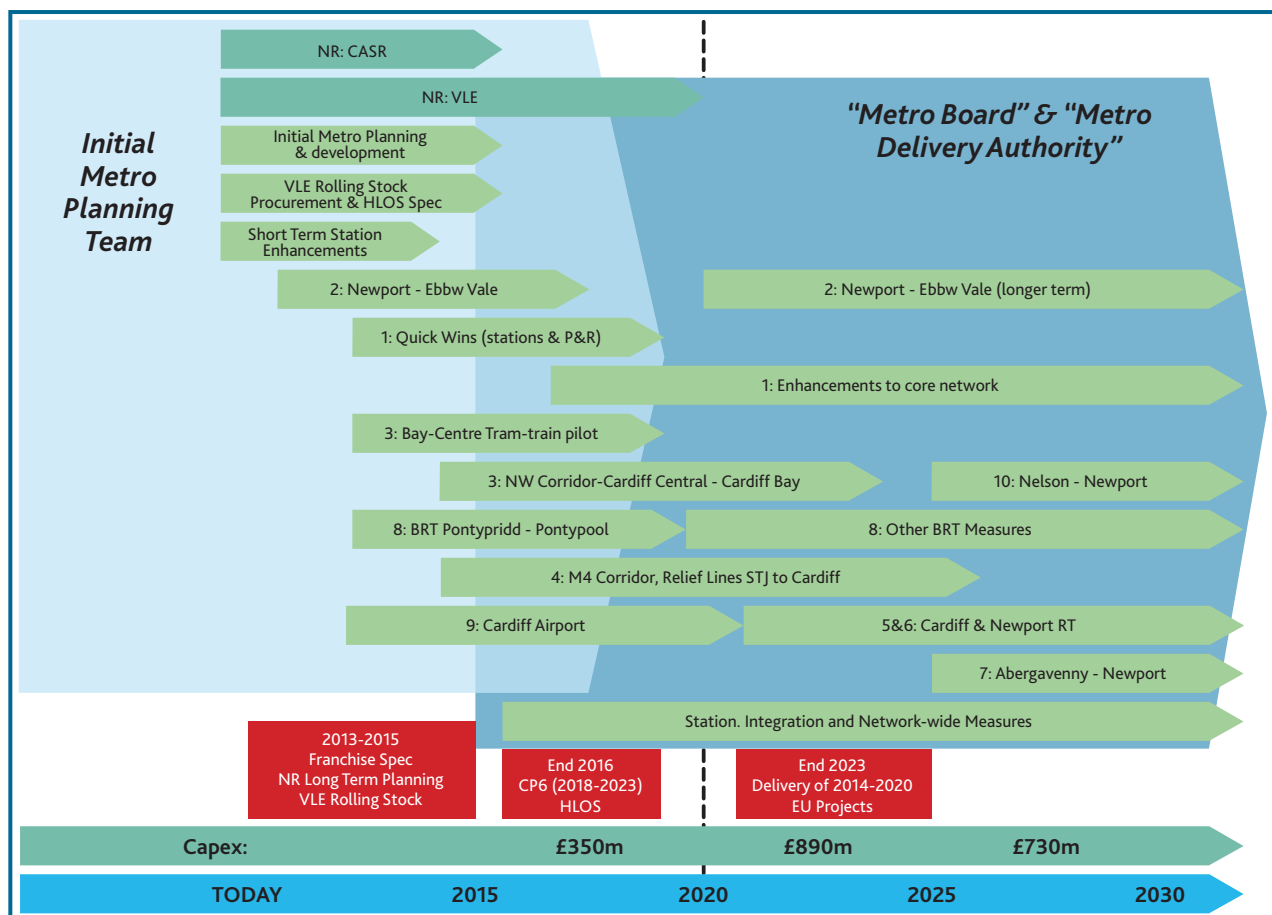 NR: CASR
NR: VLE
Initial
Metro
Planning
Team
"Metro Board" & "Metro
Delivery Authority"
Initial Metro Planning
& development
VLE Rolling Stock
Procurement & HLOS Spec
Short Term Station
Enhancements
2: Newport - Ebbw Vale
2: Newport - Ebbw Vale (longer term)
1: Quick Wins (stations & P&R)
1: Enhancements to core network
3: Bay-Centre Tram-train pilot
3: NW Corridor-Cardiff Central - Cardiff Bay
10: Nelson - Newport
8: BRT Pontypridd - Pontypool
8: Other BRT Measures
4: M4 Corridor, Relief Lines STJ to Cardiff
9: Cardiff Airport
5&6: Cardiff & Newport RT
7: Abergavenny - Newport
Station. Integration and Network-wide Measures
2013-2015
Franchise Spec
NR Long Term Planning
VLE Rolling Stock
End 2016
CP6 (2018-2023)
HLOS
End 2023
Delivery of 2014-2020
EU Projects
Capex: £350m £890m £730m
TODAY 2015 2020 2025 2030